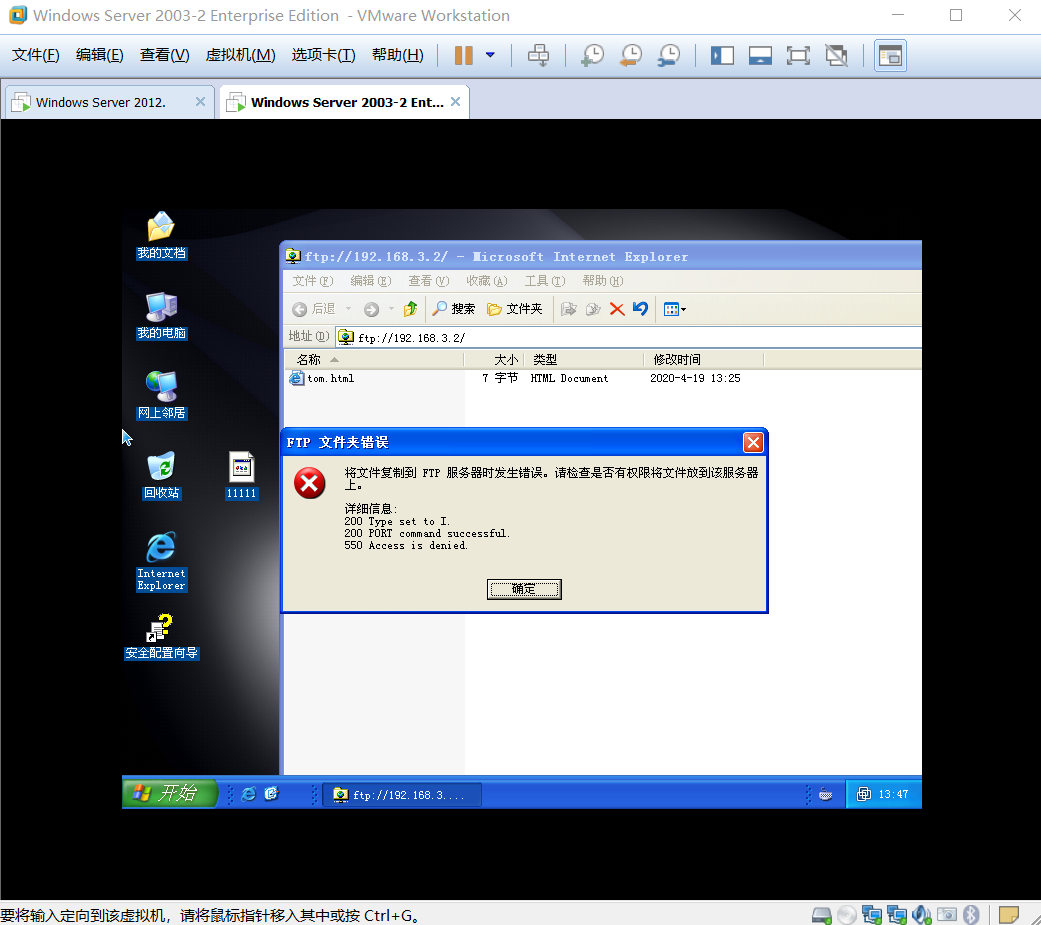 Windows Server 2003-2 Enterprise Edition - VMware Workstation
文件(F) 编辑(E) 查看(V) 虚拟机(M) 选项卡(T) 帮助(H)
Windows Server 2012. Windows Server 2003-2 Ent...
我的文档
我的电脑
网上邻居
回收站
11111
Internet
Explorer
安全配置向导
ftp://192.168.3.2/ - Microsoft Internet Explorer
文件(F) 编辑(E) 查看(V) 收藏(A) 工具(T) 帮助(H)
后退 搜索 文件夹
地址(D) ftp://192.168.3.2/
名称 大小 类型 修改时间
tom.html 7 字节 HTML Document 2020-4-19 13:25
FTP 文件夹错误
将文件复制到 FTP 服务器时发生错误。请检查是否有权限将文件放到该服务器
上。
详细信息:
200 Type set to I.
200 PORT command successful.
550 Access is denied.
确定
开始 ftp://192.168.3.... 13:47
要将输入定向到该虚拟机，请将鼠标指针移入其中或按 Ctrl+G。